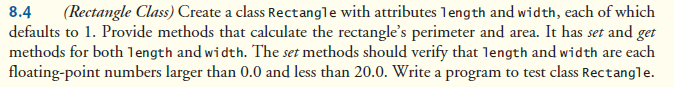 8.4 (Rectangle Class) Create a class Rectangle with attributes length and width, each of which
defaults to 1. Provide methods that calculate the rectangle's perimeter and area. It has set and get
methods for both length and width. The set methods should verify that length and width are each
floating-point numbers larger than 0.0 and less than 20.0. Write a program to test class Rectangle.